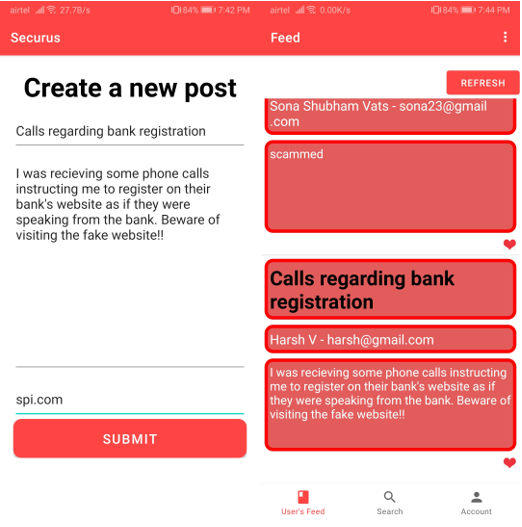 airtel 27.7B/s 84% 7:42 PM
Securus
Create a new post
Calls regarding bank registration
I was recieving some phone calls
instructing me to register on their
bank's website as if they were
speaking from the bank. Beware of
visiting the fake website!!
spi.com
SUBMIT
airtel 0.00K/s 84% 7:44 PM
Feed
REFRESH
Sona Shubham Vats - sona23@gmail
.com
scammed
Calls regarding bank
registration
Harsh V - harsh@gmail.com
I was recieving some phone calls instructing
me to register on their bank's website as if
they were speaking from the bank. Beware of
visiting the fake website!!
User's Feed
Search
Account